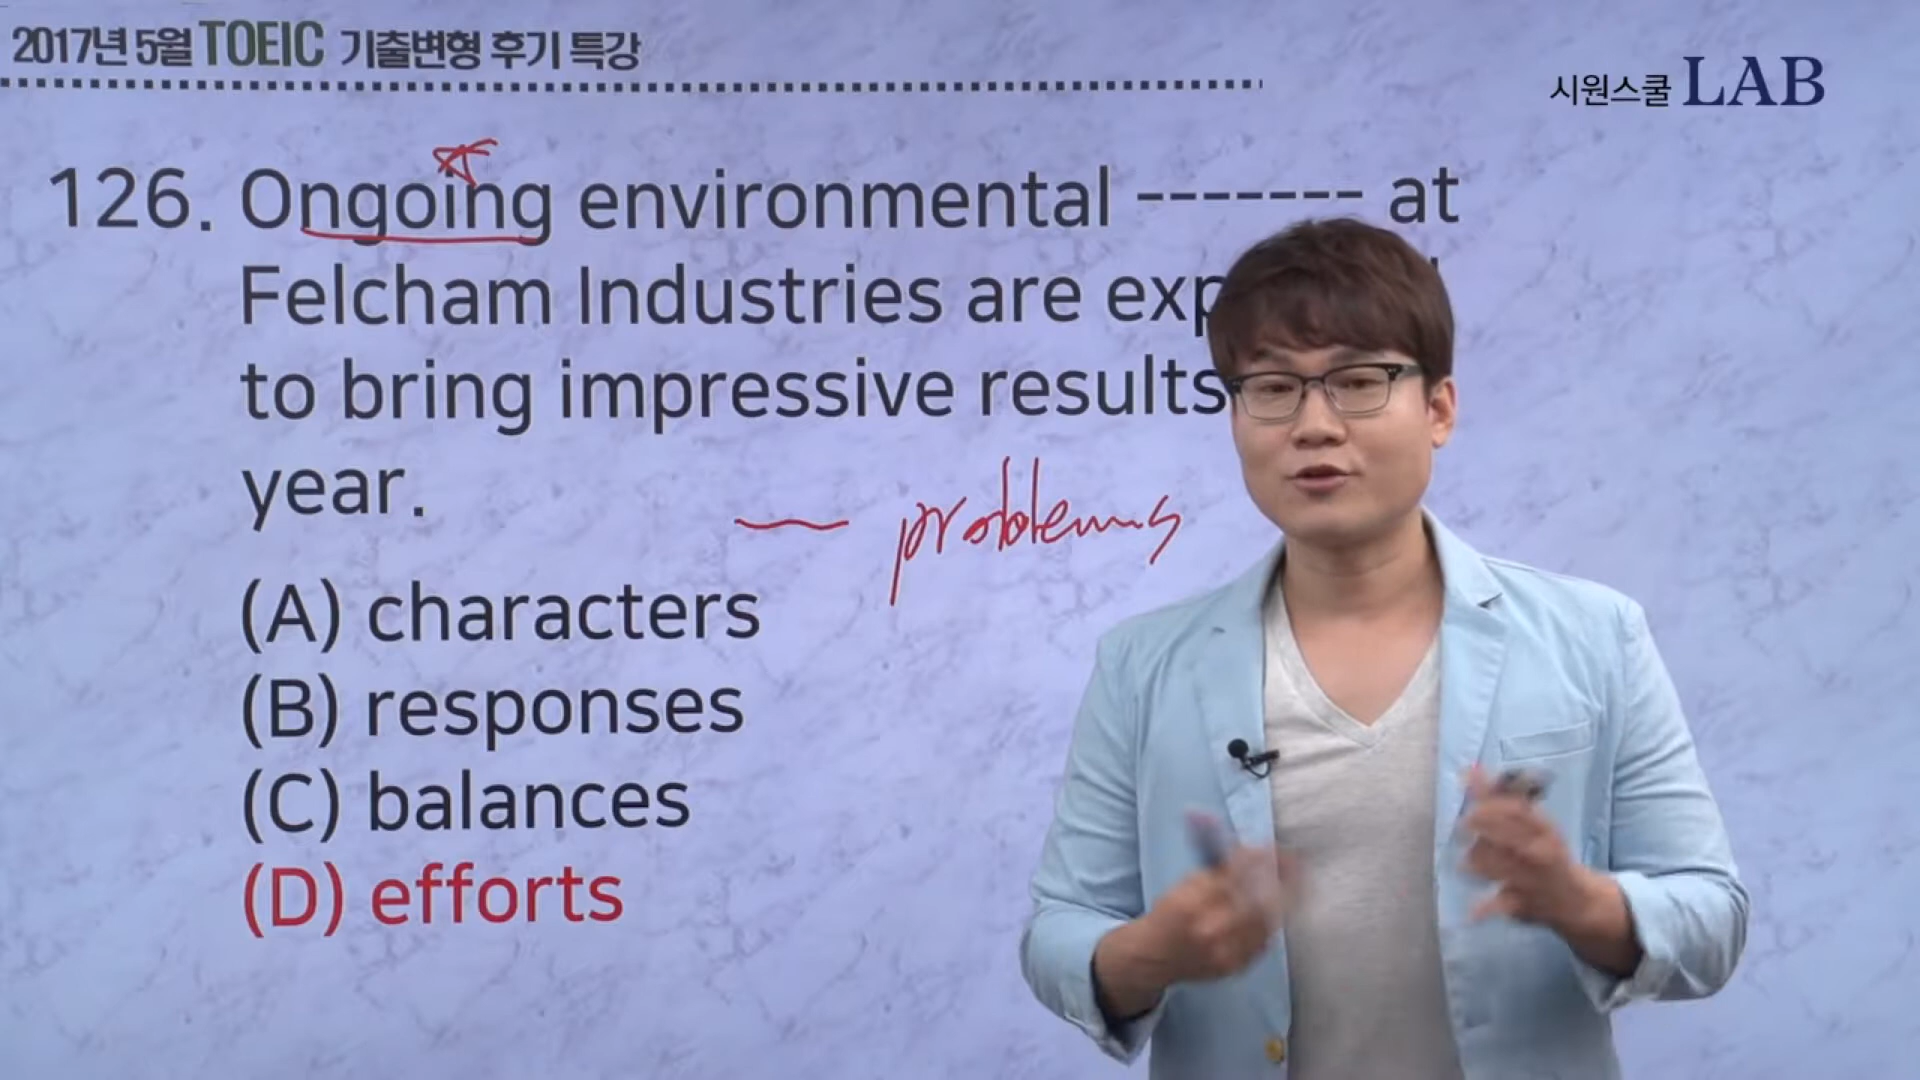 2017년 5월 TOEIC 기출변형 후기 특강
시원스쿨 LAB
126. Ongoing environmental ------- at
Felcham Industries are
to bring impressive results
year.
problems
(A) characters
(B) responses
(C) balances
(D) efforts